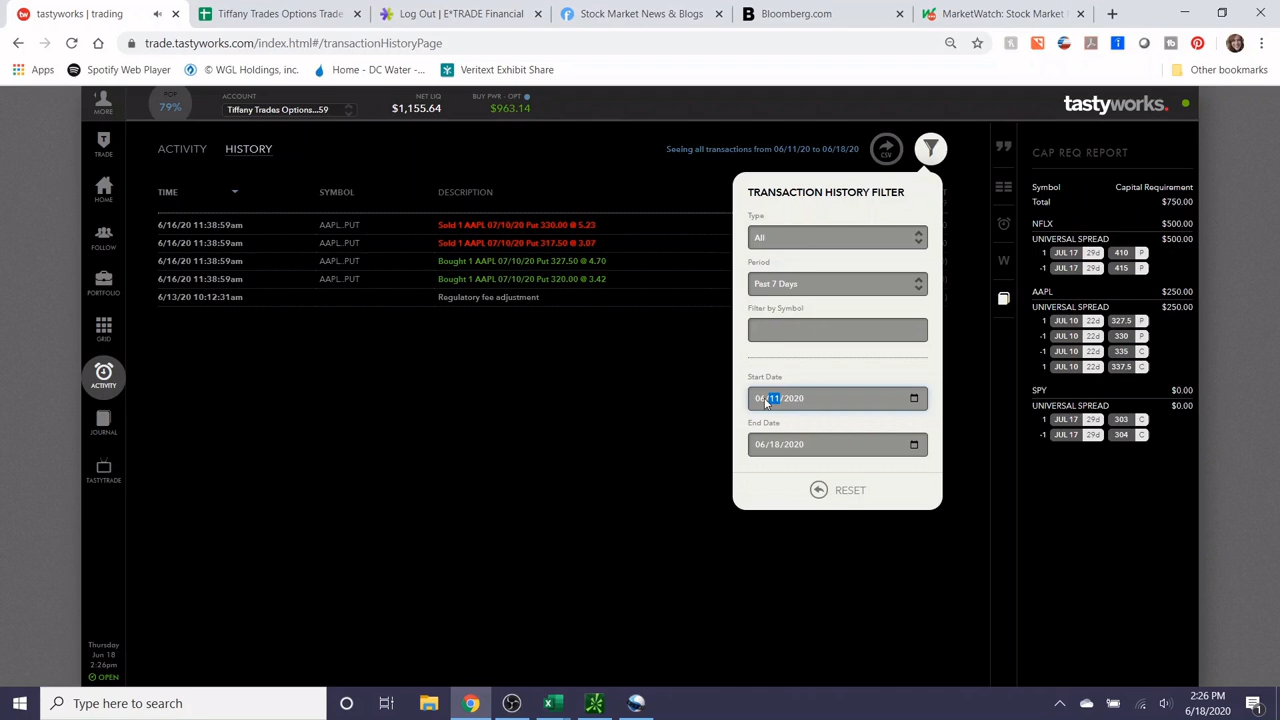 tastyworks | trading
Tiffany Trades Options Trade
Log Out | E*TRADE Financial
Stock Market News & Blogs
Bloomberg.com
MarketWatch: Stock Market
trade.tastyworks.com/index.html#/transactionHistoryPage
Apps
Spotify Web Player
© WGL Holdings, inc.
Home - DC Water -...
Veritext Exhibit Share
Other bookmarks
MORE
POP
79%
ACCOUNT
Tiffany Trades Options...59
NET LIQ
$1,155.64
BUY PWR - OPT
$963.14
tastyworks.
TRADE
HOME
FOLLOW
PORTFOLIO
GRID
ACTIVITY
JOURNAL
TASTYTRADE
Thursday
Jun 18
2:26pm
OPEN
ACTIVITY
HISTORY
Seeing all transactions from 06/11/20 to 06/18/20
CSV
TIME
SYMBOL
DESCRIPTION
6/16/20 11:38:59am AAPL..PUT Sold 1 AAPL 07/10/20 Put 330.00 @ 5.23
6/16/20 11:38:59am AAPL..PUT Sold 1 AAPL 07/10/20 Put 317.50 @ 3.07
6/16/20 11:38:59am AAPL..PUT Bought 1 AAPL 07/10/20 Put 327.50 @ 4.70
6/16/20 11:38:59am AAPL..PUT Bought 1 AAPL 07/10/20 Put 320.00 @ 3.42
6/13/20 10:12:31am Regulatory fee adjustment
TRANSACTION HISTORY FILTER
Type
All
Period
Past 7 Days
Filter by Symbol
Start Date
06/11/2020
End Date
06/18/2020
RESET
W
CAP REQ REPORT
Symbol Capital Requirement
Total $750.00
NFLX $500.00
UNIVERSAL SPREAD $500.00
1 JUL 17 29d 410 P
-1 JUL 17 29d 415 P
AAPL $250.00
UNIVERSAL SPREAD $250.00
1 JUL 10 22d 327.5 P
-1 JUL 10 22d 330 P
-1 JUL 10 22d 335 C
1 JUL 10 22d 337.5 C
SPY $0.00
UNIVERSAL SPREAD $0.00
1 JUL 17 29d 303 C
-1 JUL 17 29d 304 C
Type here to search
2:26 PM
6/18/2020
1